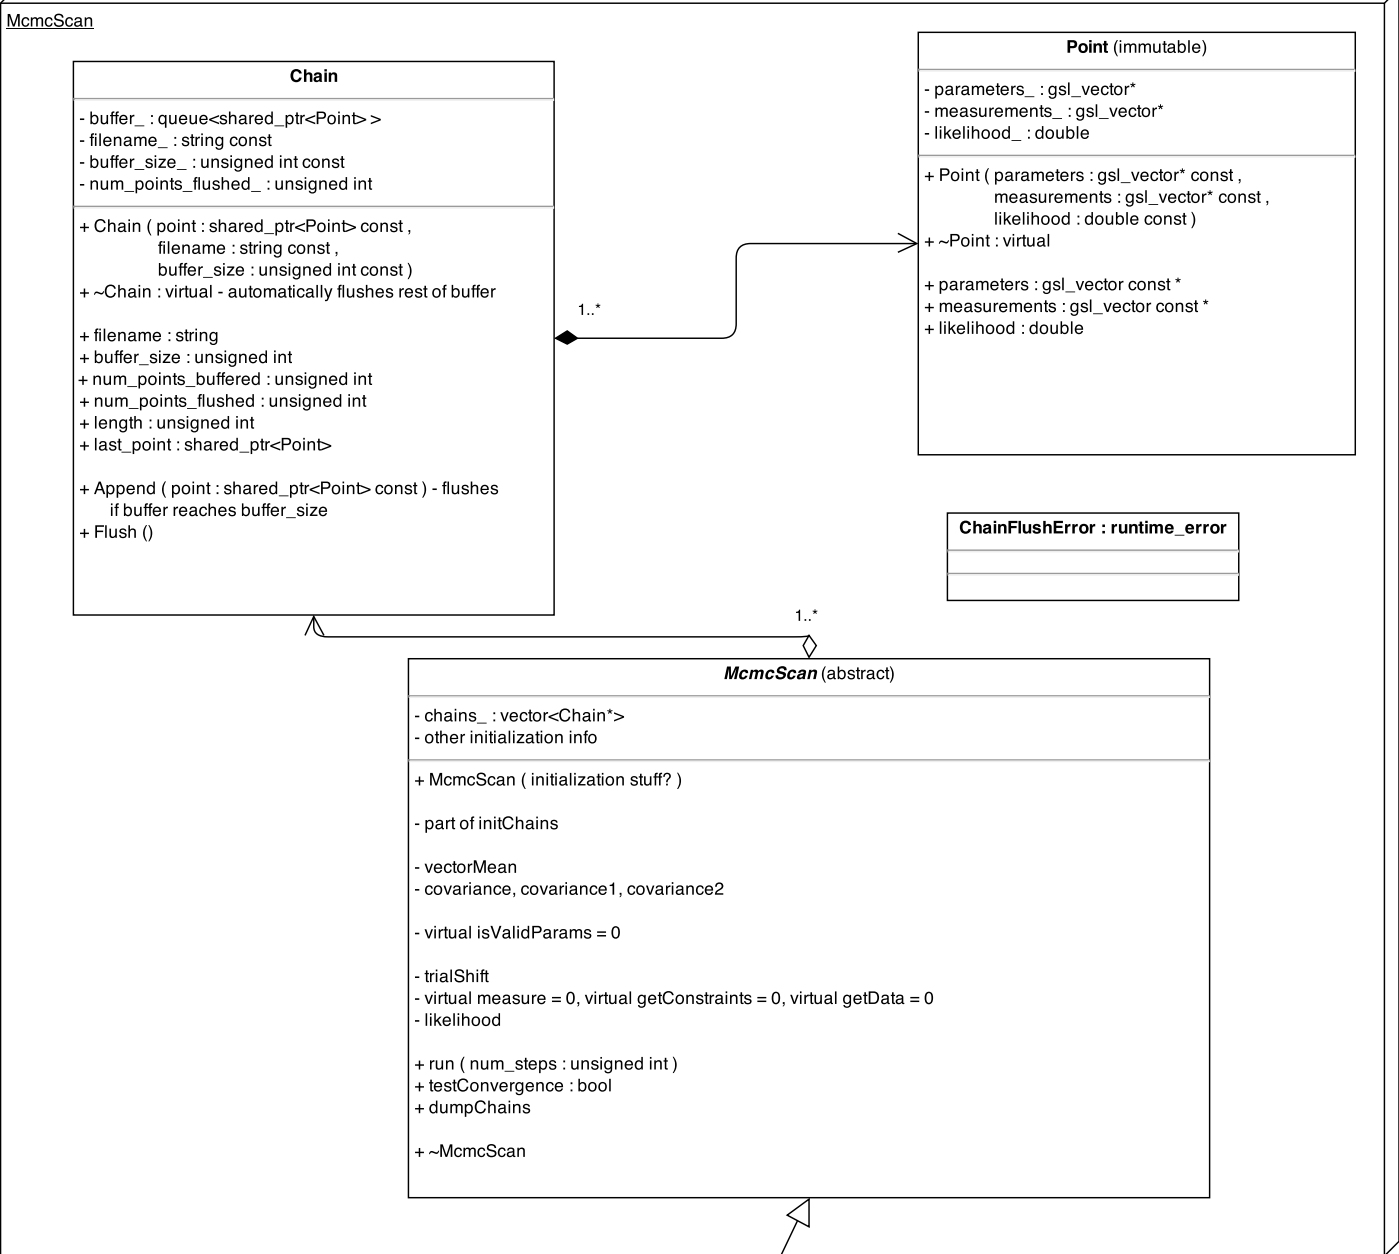 McmcScan
Chain
- buffer_ : queue<shared_ptr<Point> >
- filename_ : string const
- buffer_size_ : unsigned int const
- num_points_flushed_ : unsigned int
+ Chain ( point : shared_ptr<Point> const ,
filename : string const ,
buffer_size : unsigned int const )
+ ~Chain : virtual - automatically flushes rest of buffer
+ filename : string
+ buffer_size : unsigned int
+ num_points_buffered : unsigned int
+ num_points_flushed : unsigned int
+ length : unsigned int
+ last_point : shared_ptr<Point>
+ Append ( point : shared_ptr<Point> const ) - flushes
if buffer reaches buffer_size
+ Flush ()
1..*
Point (immutable)
- parameters_ : gsl_vector*
- measurements_ : gsl_vector*
- likelihood_ : double
+ Point ( parameters : gsl_vector* const ,
measurements : gsl_vector* const ,
likelihood : double const )
+ ~Point : virtual
+ parameters : gsl_vector const *
+ measurements : gsl_vector const *
+ likelihood : double
ChainFlushError : runtime_error
1..*
McmcScan (abstract)
- chains_ : vector<Chain*>
- other initialization info
+ McmcScan ( initialization stuff? )
- part of initChains
- vectorMean
- covariance, covariance1, covariance2
- virtual isValidParams = 0
- trialShift
- virtual measure = 0, virtual getConstraints = 0, virtual getData = 0
- likelihood
+ run ( num_steps : unsigned int )
+ testConvergence : bool
+ dumpChains
+ ~McmcScan